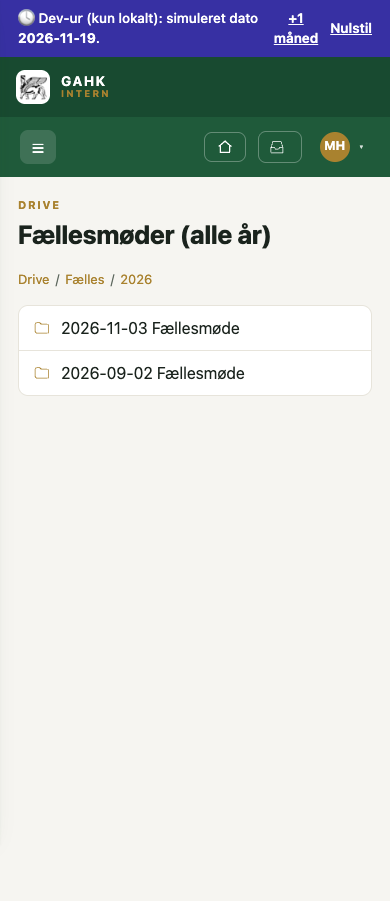 Dev-ur (kun lokalt): simuleret dato
2026-11-19.
+1
måned
Nulstil
GAHK
INTERN
MH
DRIVE
Fællesmøder (alle år)
Drive / Fælles / 2026
2026-11-03 Fællesmøde
2026-09-02 Fællesmøde